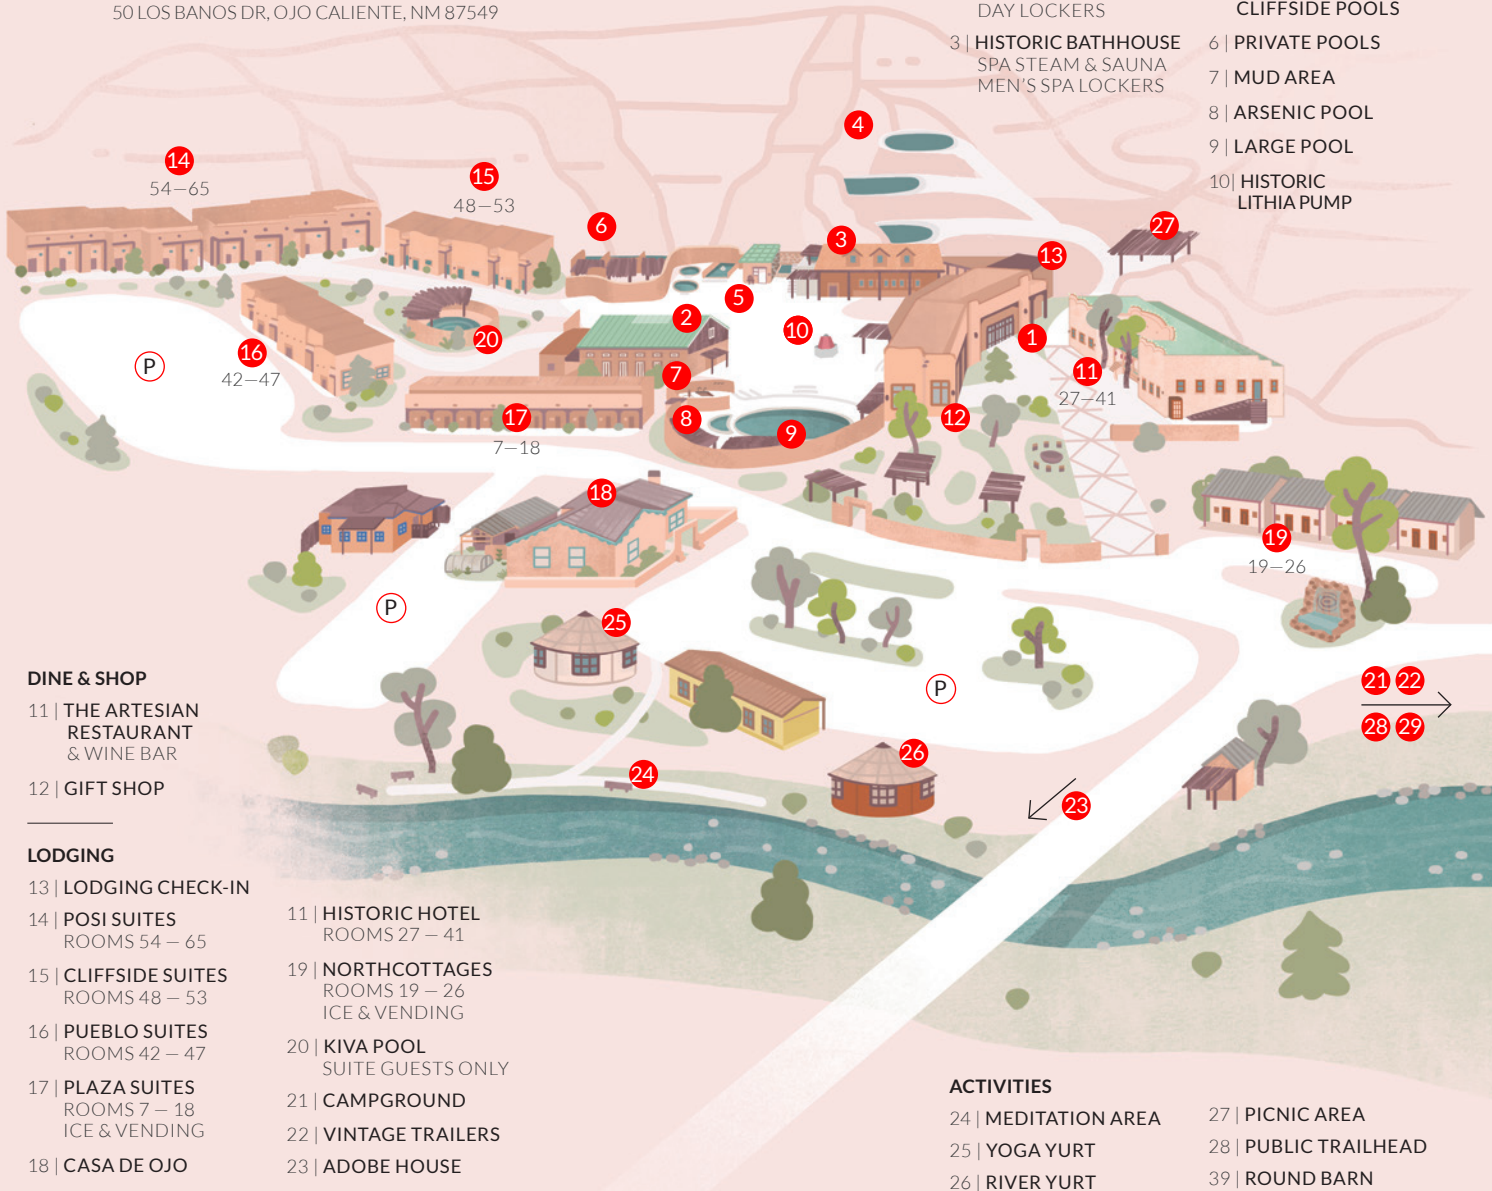 50 LOS BANOS DR, OJO CALIENTE, NM 87549
DAY LOCKERS
3 | HISTORIC BATHHOUSE
SPA STEAM & SAUNA
MEN'S SPA LOCKERS
CLIFFSIDE POOLS
6 | PRIVATE POOLS
7 | MUD AREA
8 | ARSENIC POOL
9 | LARGE POOL
10| HISTORIC
LITHIA PUMP
4
14
54—65
15
48—53
6
3
27
13
5
2
10
1
20
16
42—47
P
7
11
27—41
17
7—18
8
9
12
18
19
19—26
P
25
P
21 22
28 29
26
24
23
DINE & SHOP
11 | THE ARTESIAN
RESTAURANT
& WINE BAR
12 | GIFT SHOP
LODGING
13 | LODGING CHECK-IN
14 | POSI SUITES
ROOMS 54 — 65
15 | CLIFFSIDE SUITES
ROOMS 48 — 53
16 | PUEBLO SUITES
ROOMS 42 — 47
17 | PLAZA SUITES
ROOMS 7 — 18
ICE & VENDING
18 | CASA DE OJO
11 | HISTORIC HOTEL
ROOMS 27 — 41
19 | NORTHCOTTAGES
ROOMS 19 — 26
ICE & VENDING
20 | KIVA POOL
SUITE GUESTS ONLY
21 | CAMPGROUND
22 | VINTAGE TRAILERS
23 | ADOBE HOUSE
ACTIVITIES
24 | MEDITATION AREA
25 | YOGA YURT
26 | RIVER YURT
27 | PICNIC AREA
28 | PUBLIC TRAILHEAD
39 | ROUND BARN